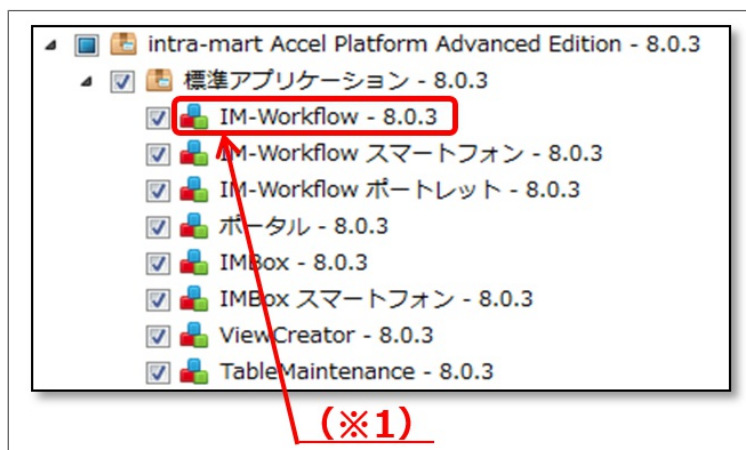 intra-mart Accel Platform Advanced Edition - 8.0.3
標準アプリケーション - 8.0.3
IM-Workflow - 8.0.3
IM-Workflow スマートフォン - 8.0.3
IM-Workflow ポートレット - 8.0.3
ポータル - 8.0.3
IMBox - 8.0.3
IMBox スマートフォン - 8.0.3
ViewCreator - 8.0.3
TableMaintenance - 8.0.3
(※1)